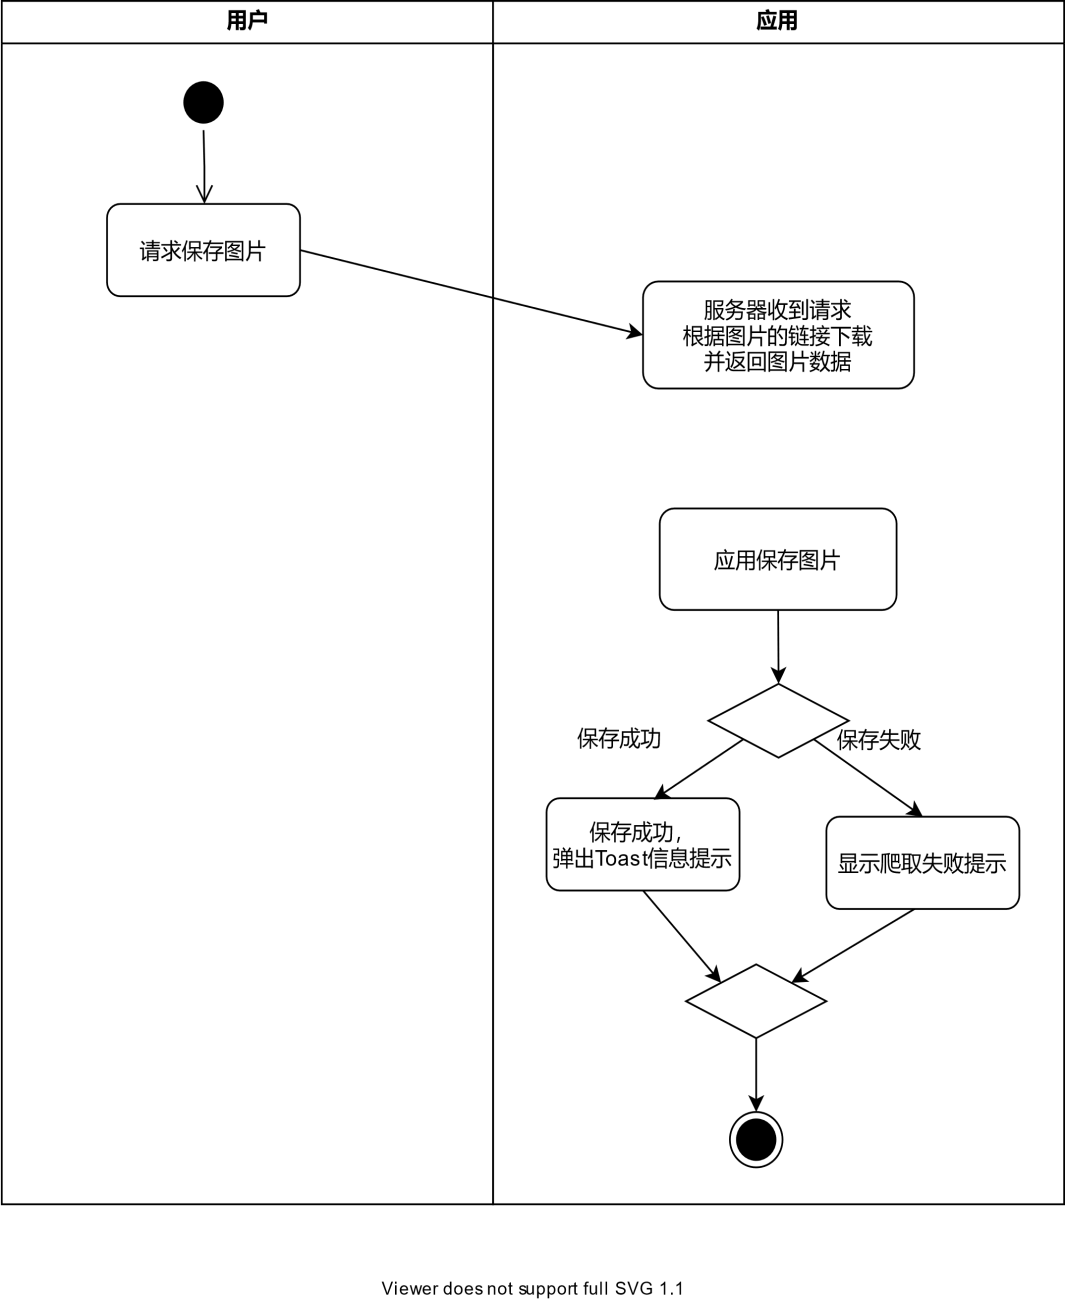 用户
应用
请求保存图片
服务器收到请求
根据图片的链接下载
并返回图片数据
应用保存图片
保存成功
保存失败
保存成功，
弹出Toast信息提示
显示爬取失败提示
Viewer does not support full SVG 1.1